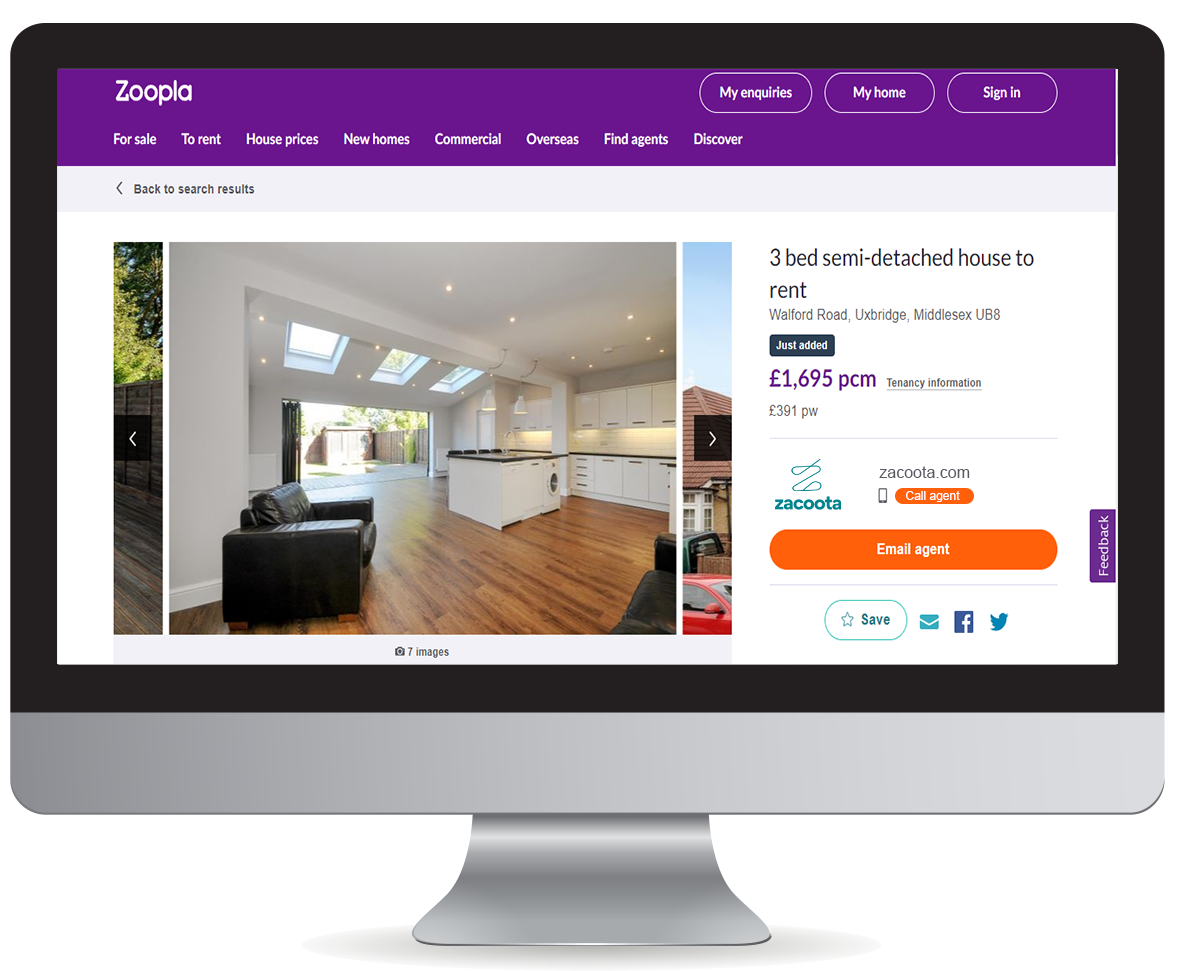 Zoopla
My enquiries
My home
Sign in
For sale
To rent
House prices
New homes
Commercial
Overseas
Find agents
Discover
Back to search results
3 bed semi-detached house to
rent
Walford Road, Uxbridge, Middlesex UB8
Just added
£1,695 pcm
Tenancy information
£391 pw
zacoota
zacoota.com
Call agent
Email agent
Feedback
Save
7 images